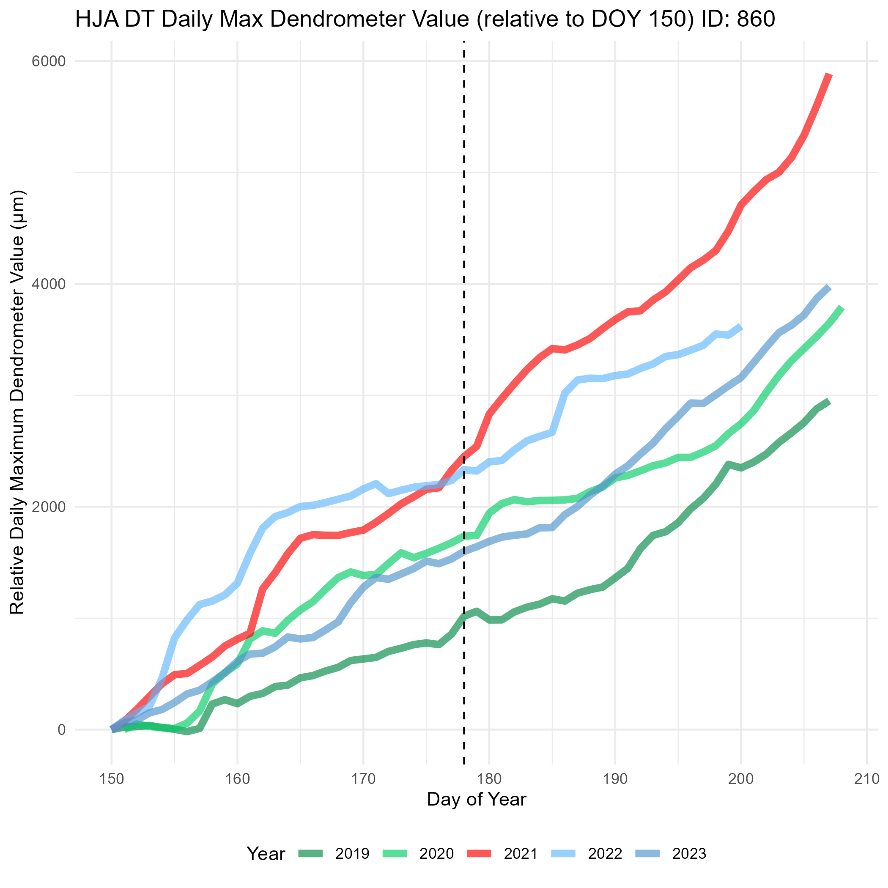 HJA DT Daily Max Dendrometer Value (relative to DOY 150) ID: 860
Relative Daily Maximum Dendrometer Value (μm)
6000
4000
2000
0
150 160 170 180 190 200 210
Day of Year
Year 2019 2020 2021 2022 2023